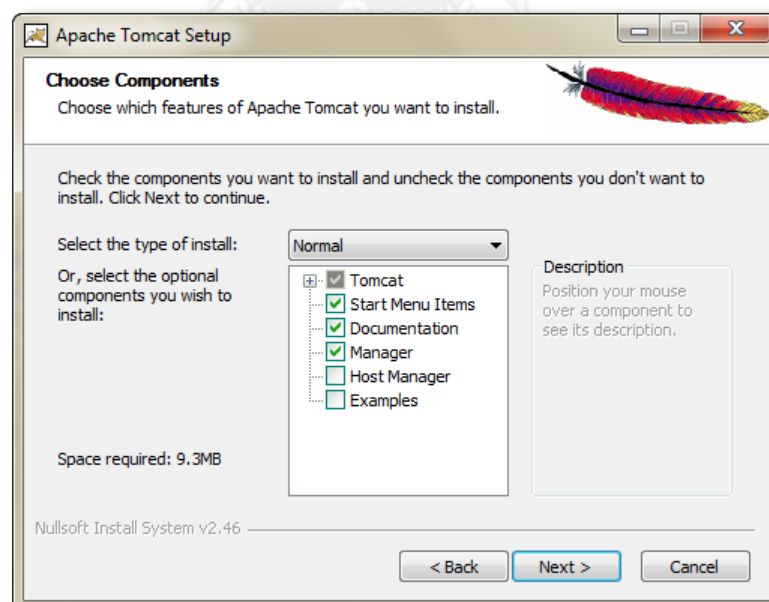 Apache Tomcat Setup
Choose Components
Choose which features of Apache Tomcat you want to install.
Check the components you want to install and uncheck the components you don't want to
install. Click Next to continue.
Select the type of install:
Normal
Or, select the optional
components you wish to
install:
Tomcat
Start Menu Items
Documentation
Manager
Host Manager
Examples
Description
Position your mouse
over a component to
see its description.
Space required: 9.3MB
Nullsoft Install System v2.46
< Back
Next >
Cancel